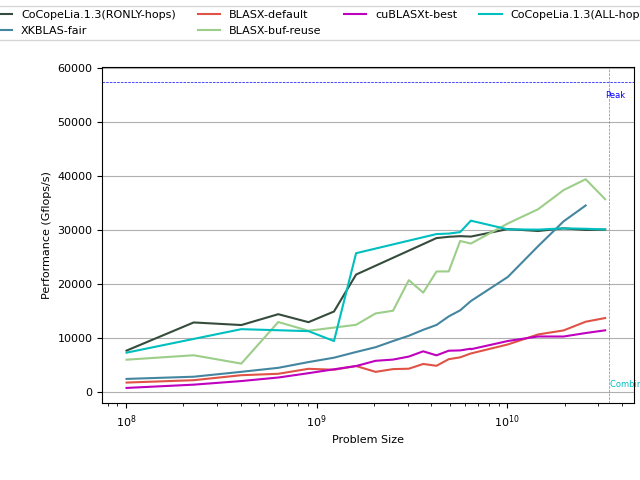 CoCopeLia.1.3(RONLY-hops) BLASX-default cuBLASXt-best CoCopeLia.1.3(ALL-hop
XKBLAS-fair BLASX-buf-reuse
60000
Peak
50000
40000
30000
20000
10000
0
Combin
Performance (Gflops/s)
10^8 10^9 10^10
Problem Size